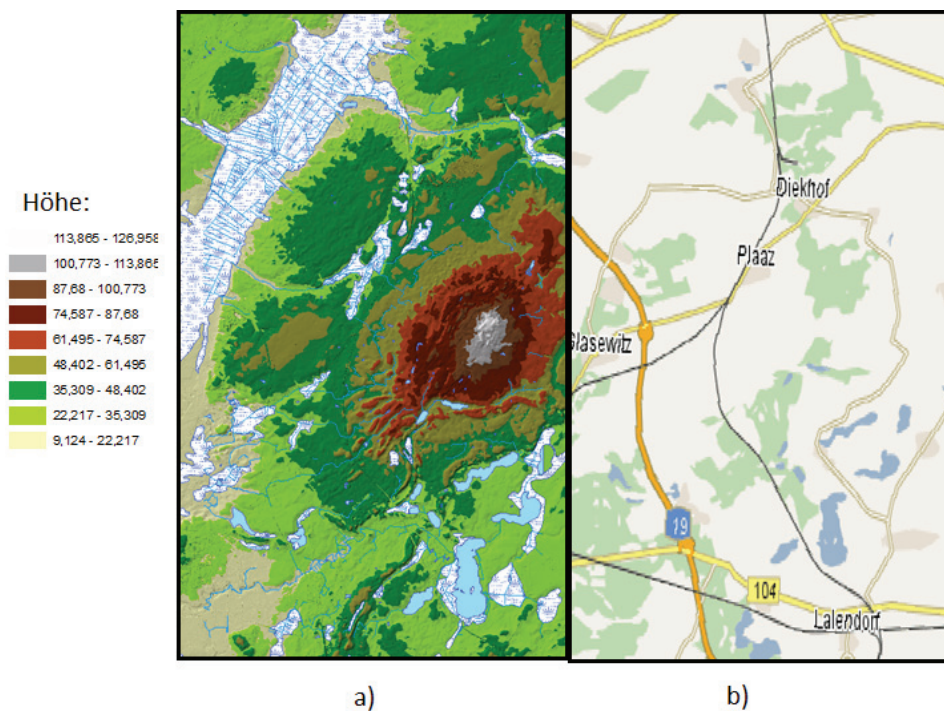 Höhe:
113,865 - 126,958
100,773 - 113,865
87,68 - 100,773
74,587 - 87,68
61,495 - 74,587
48,402 - 61,495
35,309 - 48,402
22,217 - 35,309
9,124 - 22,217
Diekhof
Plaaz
Glasewitz
19
104
Lalendorf
a)
b)